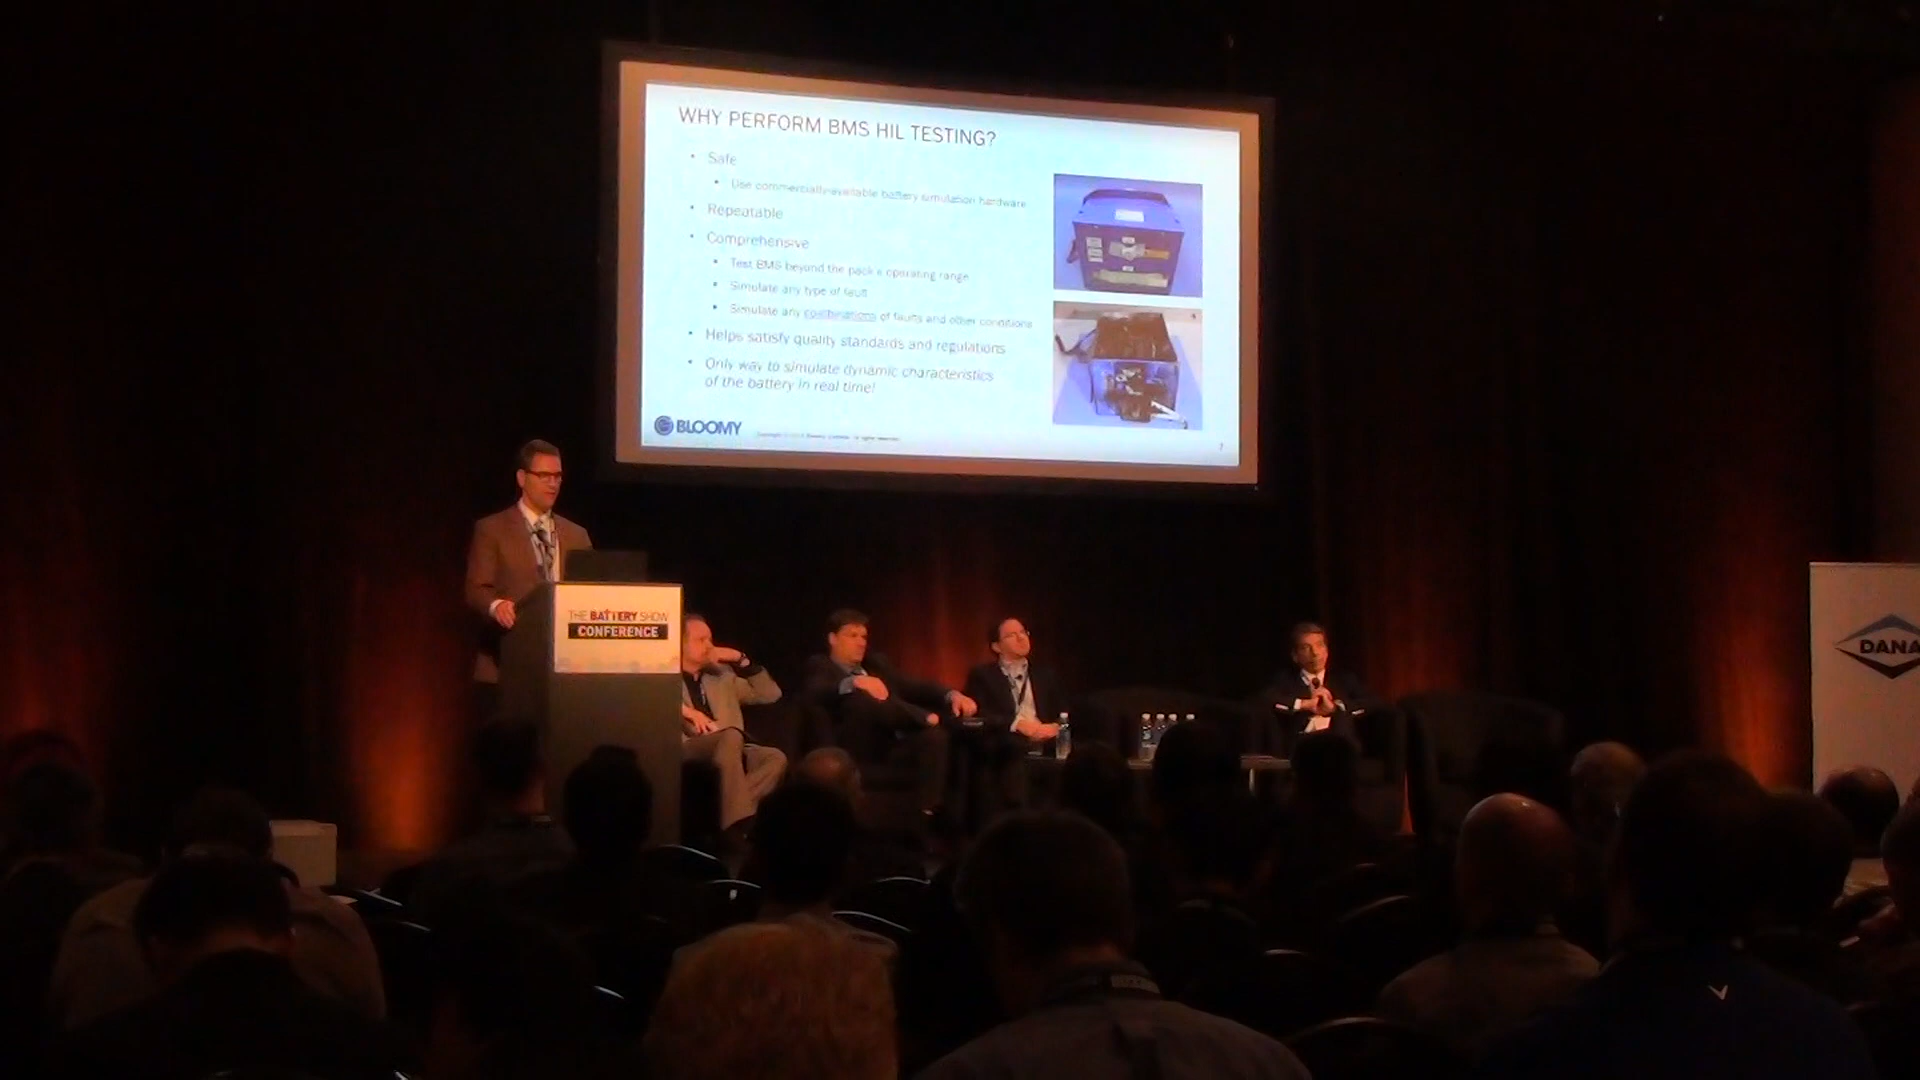 WHY PERFORM BMS HIL TESTING?
• Safe
• Use commercially-available battery simulation hardware
• Repeatable
• Comprehensive
• Test BMS beyond the pack's operating range
• Simulate any type of fault
• Simulate any combinations of faults and other conditions
• Helps satisfy quality standards and regulations
• Only way to simulate dynamic characteristics
of the battery in real time!
BLOOMY
7
THE BATTERY SHOW
CONFERENCE
DANA